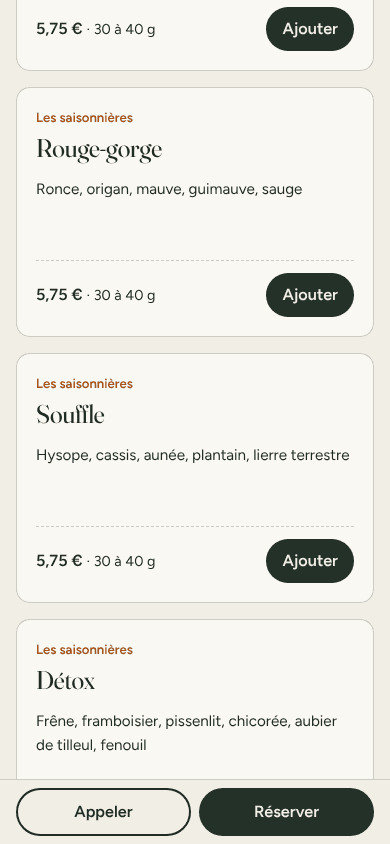 5,75 € · 30 à 40 g
Ajouter
Les saisonnières
Rouge-gorge
Ronce, origan, mauve, guimauve, sauge
5,75 € · 30 à 40 g
Ajouter
Les saisonnières
Souffle
Hysope, cassis, aunée, plantain, lierre terrestre
5,75 € · 30 à 40 g
Ajouter
Les saisonnières
Détox
Frêne, framboisier, pissenlit, chicorée, aubier
de tilleul, fenouil
Appeler
Réserver